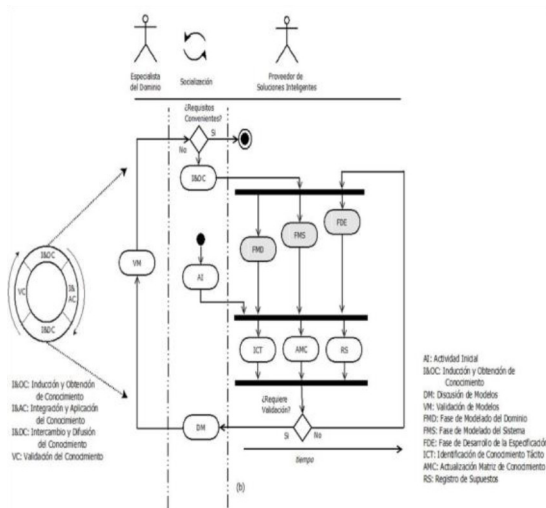 Especialista
del Dominio
Socialización
Proveedor de
Soluciones Inteligentes
¿Requisitos
Convenientes?
Si
No
I&OC
FMD
FMS
FDE
VM
AI
I&OC
VC
I&
AC
I&DC
ICT
AMC
RS
¿Requiere
Validación?
Si
No
DM
tiempo
(b)
I&OC: Inducción y Obtención
de Conocimiento
I&AC: Integración y Aplicación
del Conocimiento
I&DC: Intercambio y Difusión
del Conocimiento
VC: Validación del Conocimiento
AI: Actividad Inicial
I&OC: Inducción y Obtención de
Conocimiento
DM: Discusión de Modelos
VM: Validación de Modelos
FMD: Fase de Modelado del Dominio
FMS: Fase de Modelado del Sistema
FDE: Fase de Desarrollo de la Especificación
ICT: Identificación de Conocimiento Tácito
AMC: Actualización Matriz de Conocimiento
RS: Registro de Supuestos